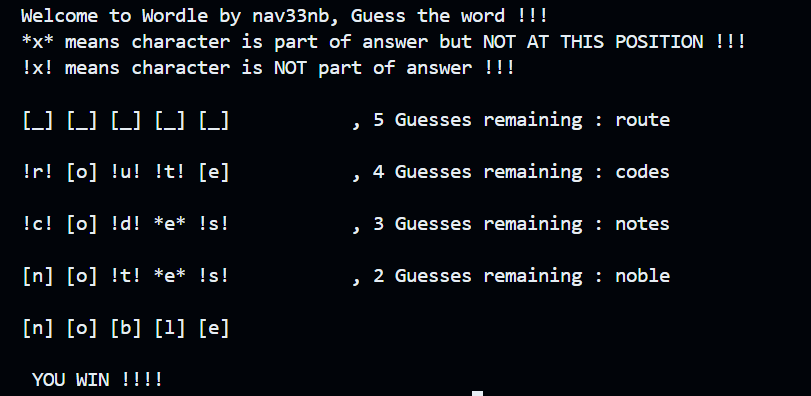 Welcome to Wordle by nav33nb, Guess the word !!!
*x* means character is part of answer but NOT AT THIS POSITION !!!
!x! means character is NOT part of answer !!!
[_] [_] [_] [_] [_] , 5 Guesses remaining : route
!r! [o] !u! !t! [e] , 4 Guesses remaining : codes
!c! [o] !d! *e* !s! , 3 Guesses remaining : notes
[n] [o] !t! *e* !s! , 2 Guesses remaining : noble
[n] [o] [b] [l] [e]
YOU WIN !!!!